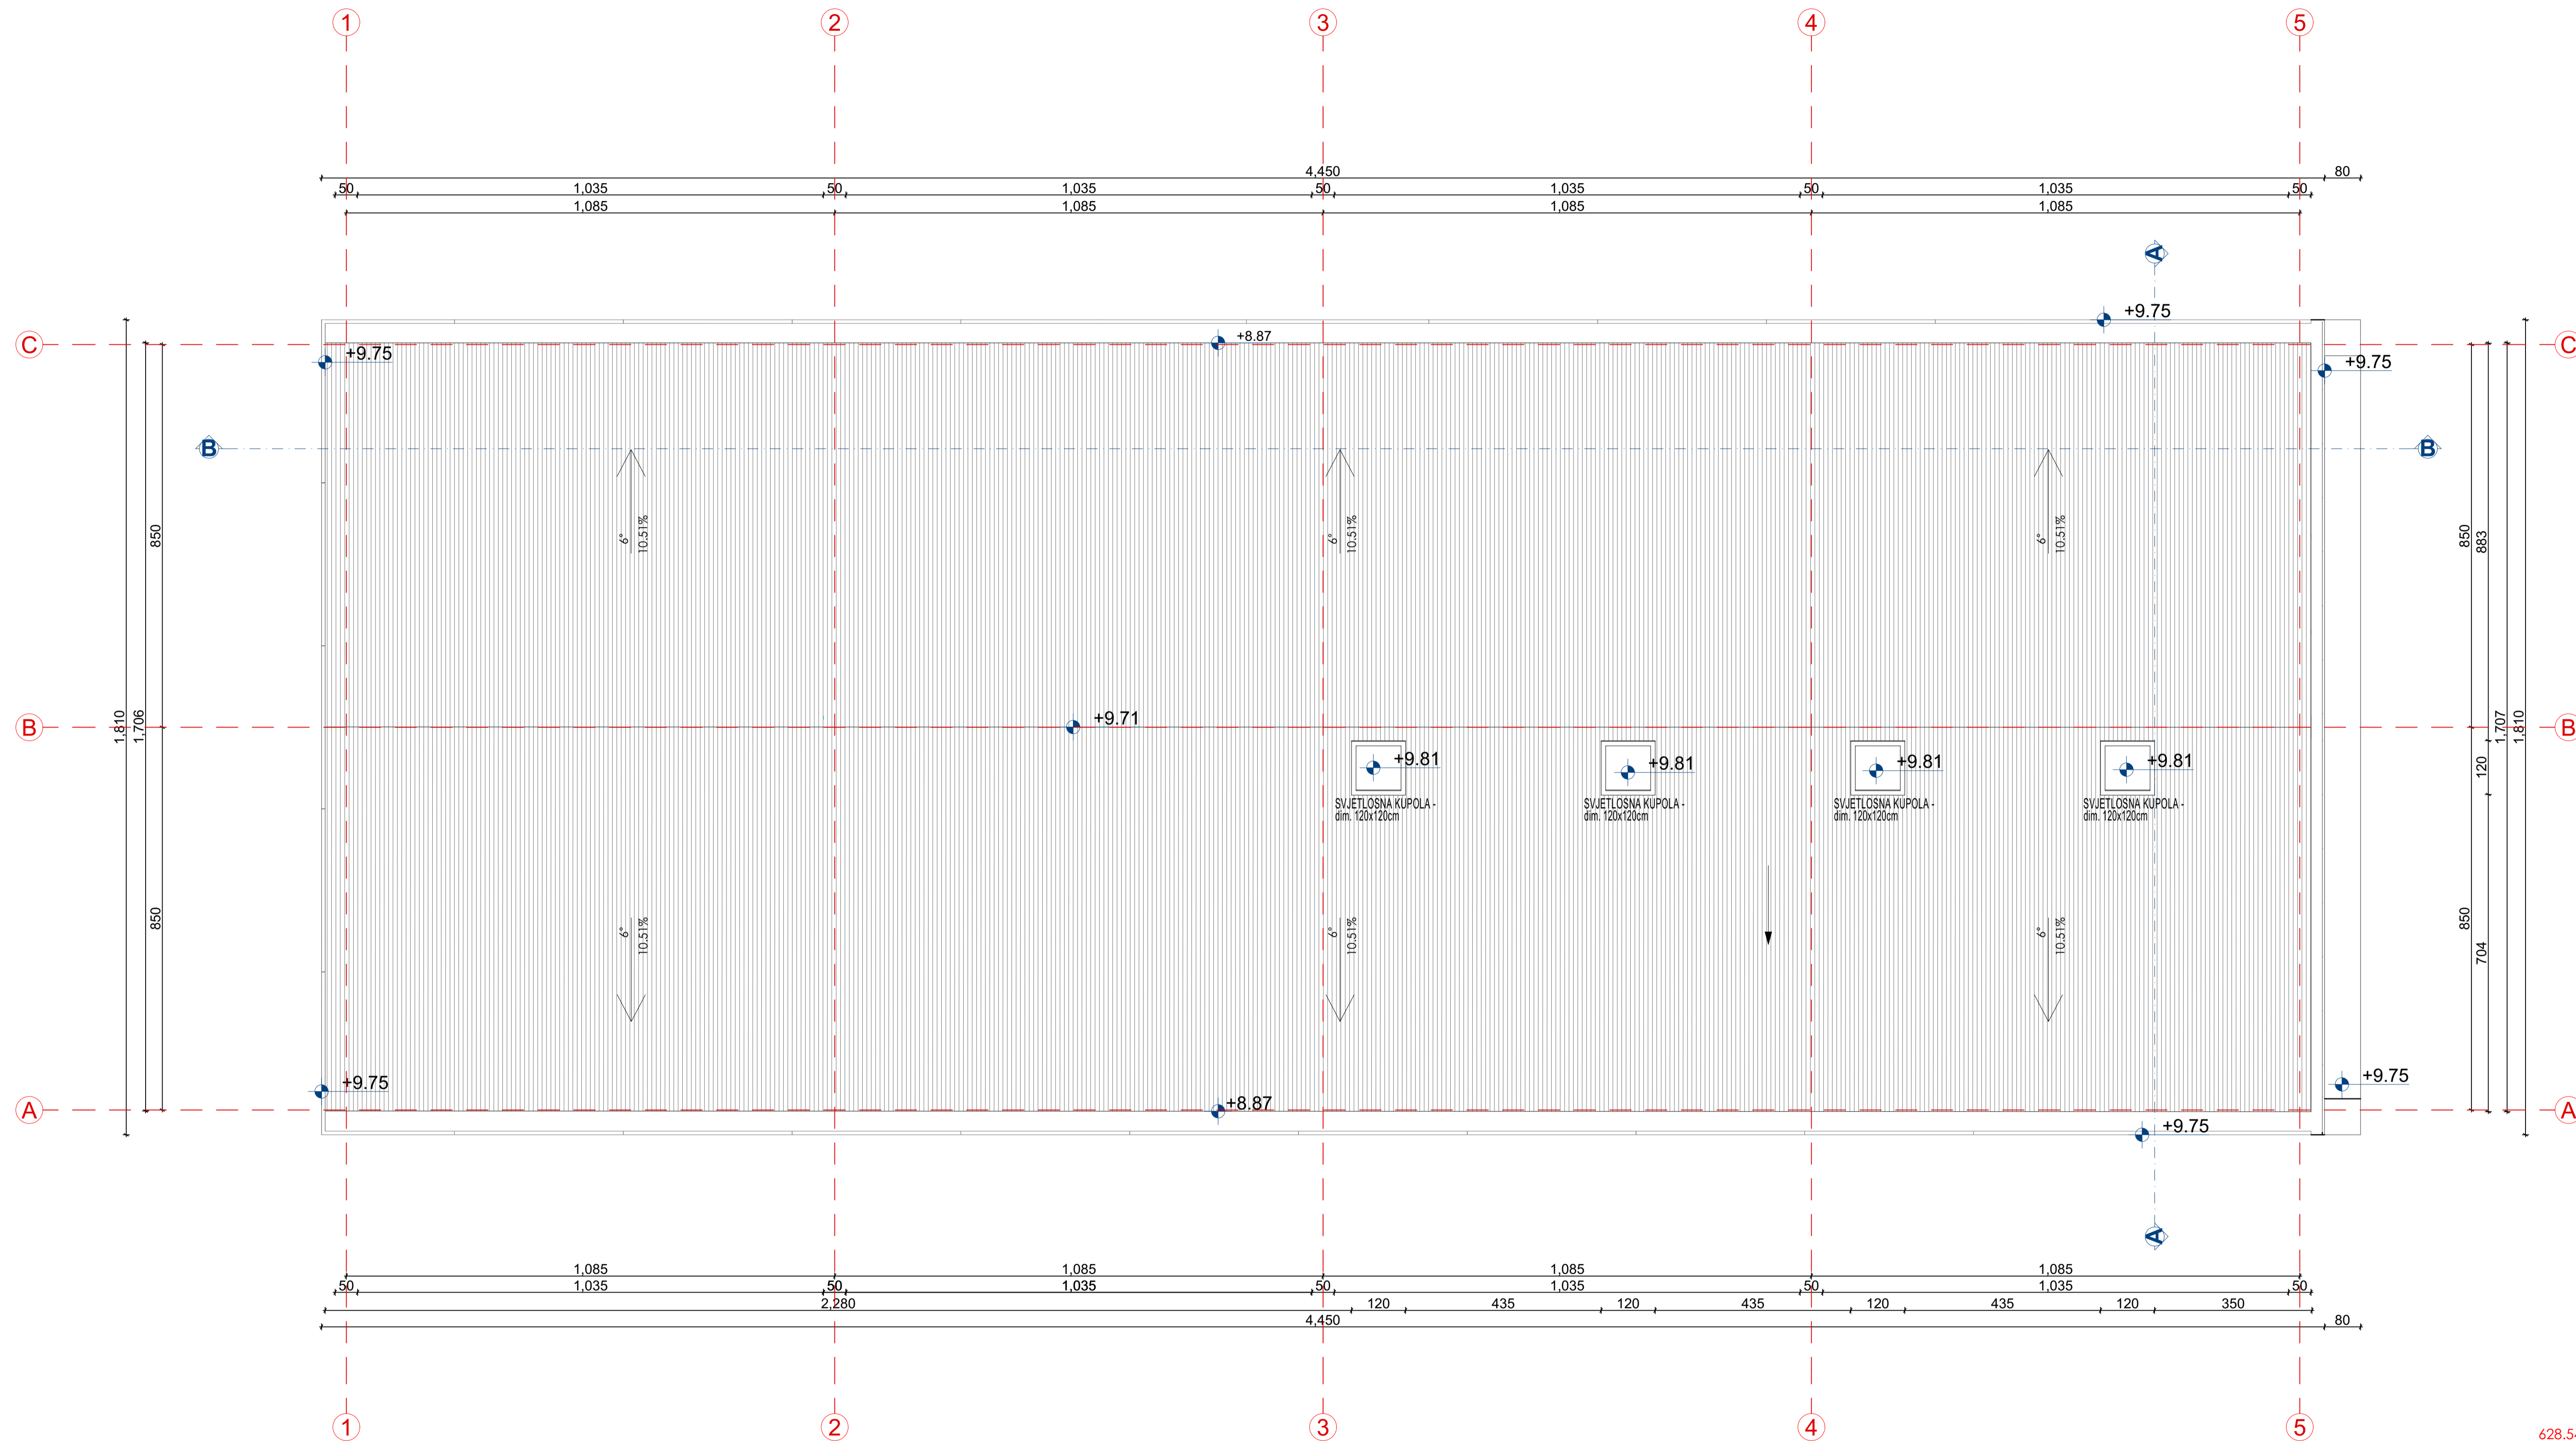 1 2 3 4 5
4,450 80
50 1,035 50 1,035 50 1,035 50 1,035 50
1,085 1,085 1,085 1,085
A
+9.75
C +8.87 C
+9.75 +9.75
B B
6° 10.51% 6° 10.51% 6° 10.51%
850 850 883
1,810 1,706 1,707 1,810
B +9.71 B
+9.81 +9.81 +9.81 +9.81
120
SVJETLOSNA KUPOLA - SVJETLOSNA KUPOLA - SVJETLOSNA KUPOLA - SVJETLOSNA KUPOLA -
dim. 120x120cm dim. 120x120cm dim. 120x120cm dim. 120x120cm
850 850 704
6° 10.51% 6° 10.51% 6° 10.51%
+9.75 +9.75
A +8.87 A
+9.75
A
1,085 1,085 1,085 1,085
50 1,035 50 1,035 50 1,035 50 1,035 50
2,280 120 435 120 435 120 435 120 350
4,450 80
1 2 3 4 5